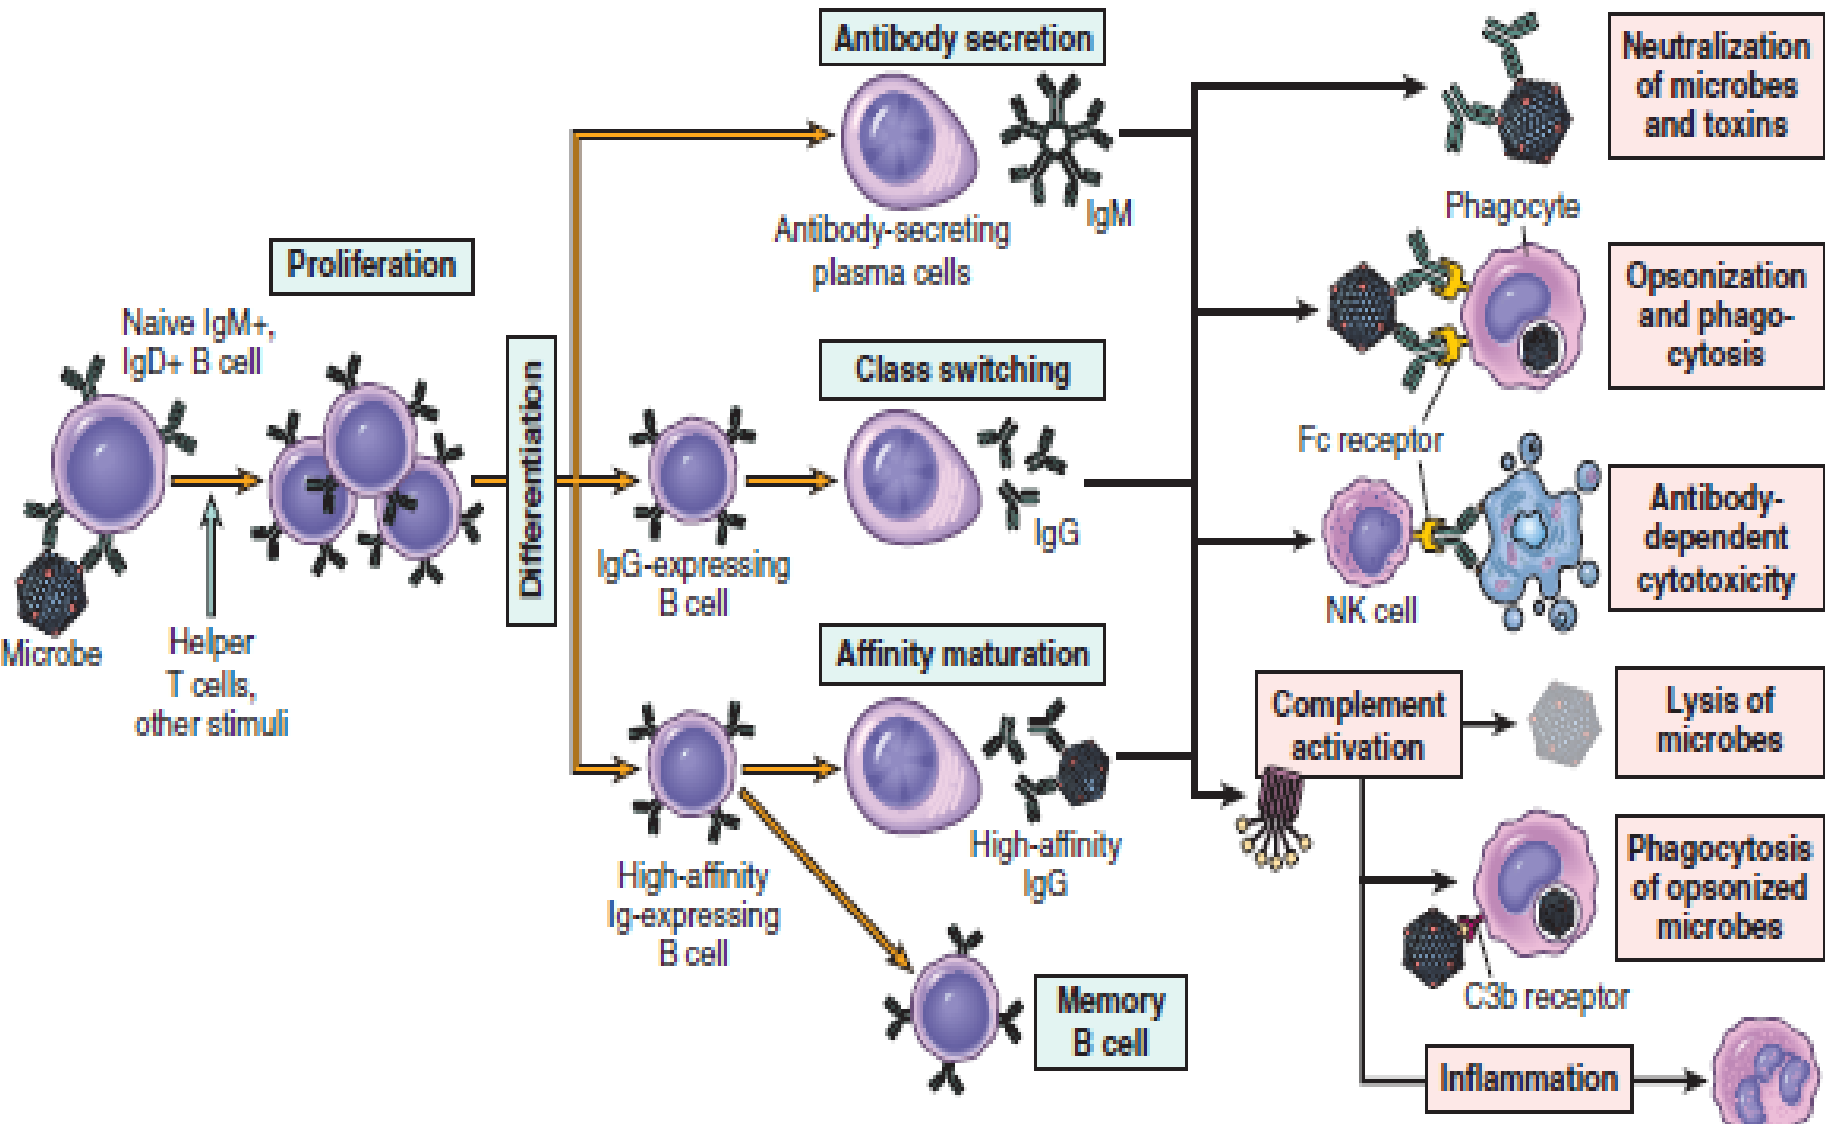 Antibody secretion
IgM
Antibody-secreting
plasma cells
Proliferation
Naive IgM+,
IgD+ B cell
Microbe
Helper
T cells,
other stimuli
Differentiation
Class switching
IgG
IgG-expressing
B cell
Affinity maturation
High-affinity
IgG
High-affinity
Ig-expressing
B cell
Memory
B cell
Neutralization
of microbes
and toxins
Phagocyte
Opsonization
and phago-
cytosis
Fc receptor
Antibody-
dependent
cytotoxicity
NK cell
Complement
activation
Lysis of
microbes
Phagocytosis
of opsonized
microbes
C3b receptor
Inflammation